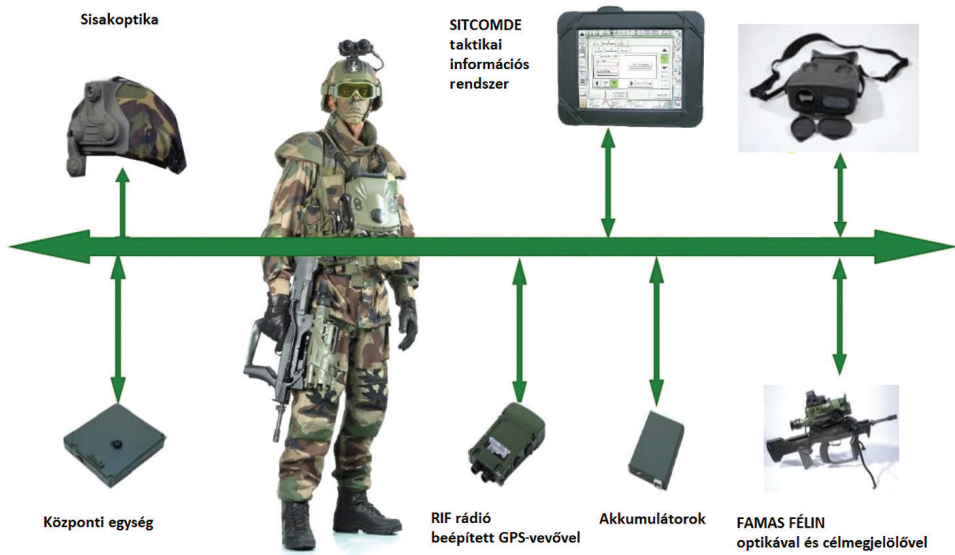 Sisakoptika
SITCOMDE
taktikai
információs
rendszer
Központi egység
RIF rádió
beépített GPS-vevővel
Akkumulátorok
FAMAS FÉLIN
optikával és célmegjelölővel